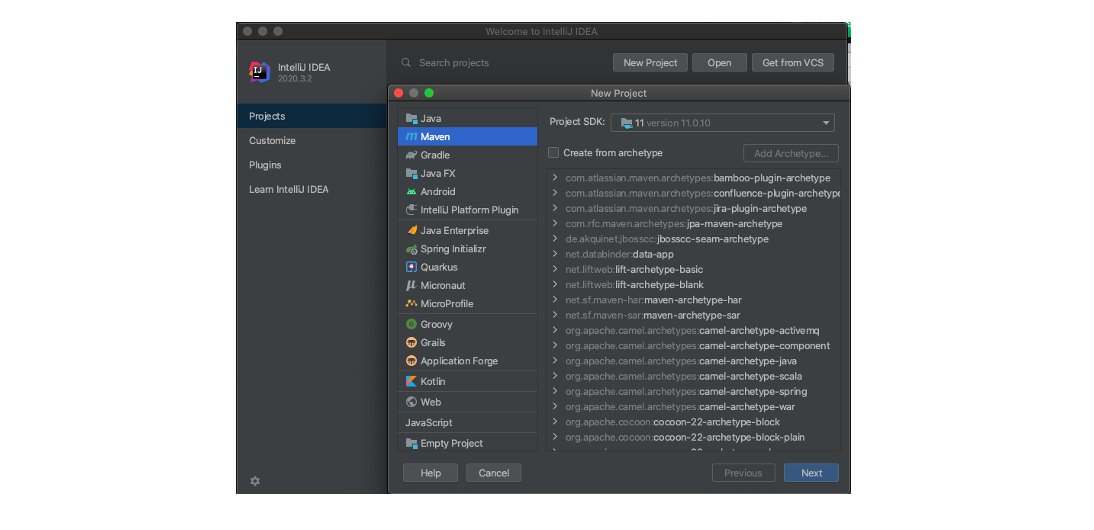 Welcome to IntelliJ IDEA
IntelliJ IDEA
2020.3.2
Search projects
New Project
Open
Get from VCS
Projects
Customize
Plugins
Learn IntelliJ IDEA
New Project
Java
Maven
Gradle
Java FX
Android
IntelliJ Platform Plugin
Java Enterprise
Spring Initializr
Quarkus
Micronaut
MicroProfile
Groovy
Grails
Application Forge
Kotlin
Web
JavaScript
Empty Project
Project SDK: 11 version 11.0.10
Create from archetype
Add Archetype...
com.atlassian.maven.archetypes:bamboo-plugin-archetype
com.atlassian.maven.archetypes:confluence-plugin-archetype
com.atlassian.maven.archetypes:jira-plugin-archetype
com.rfc.maven.archetypes:jpa-maven-archetype
de.akquinet.jbosscc:jbosscc-seam-archetype
net.databinder:data-app
net.liftweb:lift-archetype-basic
net.liftweb:lift-archetype-blank
net.sf.maven-har:maven-archetype-har
net.sf.maven-sar:maven-archetype-sar
org.apache.camel.archetypes:camel-archetype-activemq
org.apache.camel.archetypes:camel-archetype-component
org.apache.camel.archetypes:camel-archetype-java
org.apache.camel.archetypes:camel-archetype-scala
org.apache.camel.archetypes:camel-archetype-spring
org.apache.camel.archetypes:camel-archetype-war
org.apache.cocoon:cocoon-22-archetype-block
org.apache.cocoon:cocoon-22-archetype-block-plain
Help
Cancel
Previous
Next